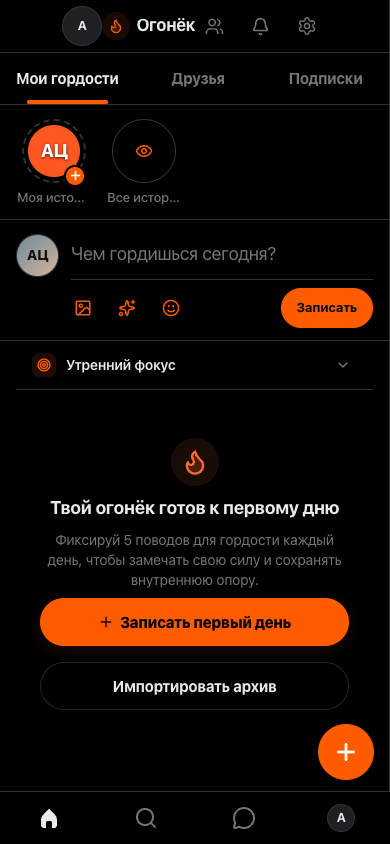 А
Огонёк
Мои гордости
Друзья
Подписки
АЦ
Моя исто...
Все истор...
АЦ
Чем гордишься сегодня?
Записать
Утренний фокус
Твой огонёк готов к первому дню
Фиксируй 5 поводов для гордости каждый
день, чтобы замечать свою силу и сохранять
внутреннюю опору.
+ Записать первый день
Импортировать архив
А